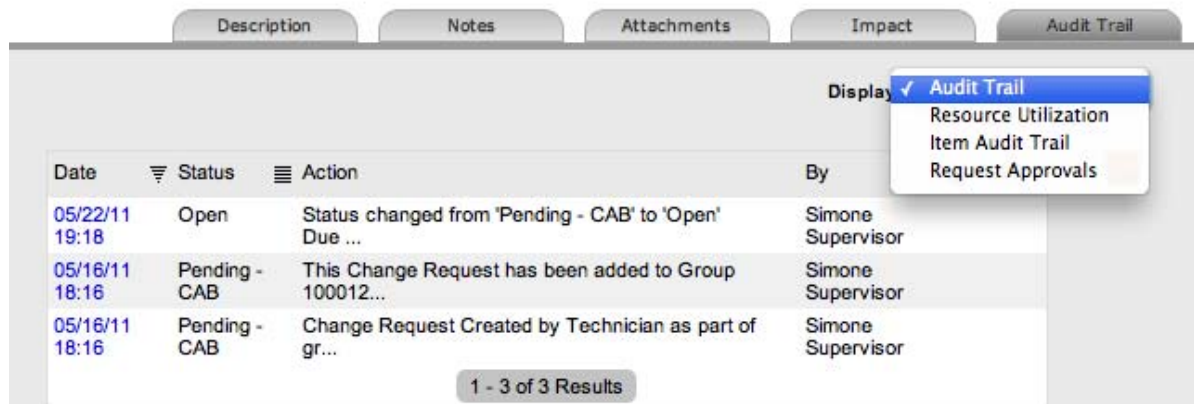 Description Notes Attachments Impact Audit Trail
Display ✓ Audit Trail
Resource Utilization
Item Audit Trail
Request Approvals
Date Status Action By
05/22/11 Open Status changed from 'Pending - CAB' to 'Open' Simone
19:18 Due ... Supervisor
05/16/11 Pending - This Change Request has been added to Group Simone
18:16 CAB 100012... Supervisor
05/16/11 Pending - Change Request Created by Technician as part of Simone
18:16 CAB gr... Supervisor
1 - 3 of 3 Results